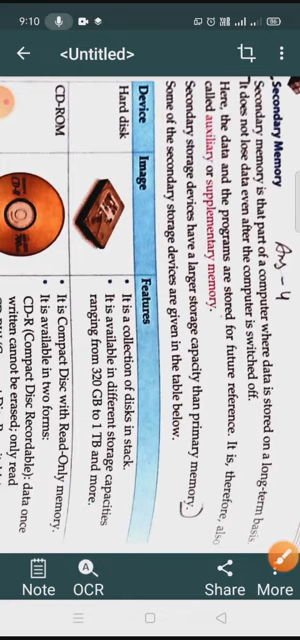 9:10
<Untitled>
Ans - 4
Secondary Memory
Secondary memory is that part of a computer where data is stored on a long-term basis.
It does not lose data even after the computer is switched off.
Here, the data and the programs are stored for future reference. It is, therefore, also
called auxiliary or supplementary memory.
Secondary storage devices have a larger storage capacity than primary memory.
Some of the secondary storage devices are given in the table below.
Device Image Features
Hard disk
• It is a collection of disks in stack.
• It is available in different storage capacities
ranging from 320 GB to 1 TB and more.
CD-ROM
• It is Compact Disc with Read-Only memory.
• It is available in two forms:
CD-R (Compact Disc Recordable): data once
written cannot be erased; only read
Note OCR Share More